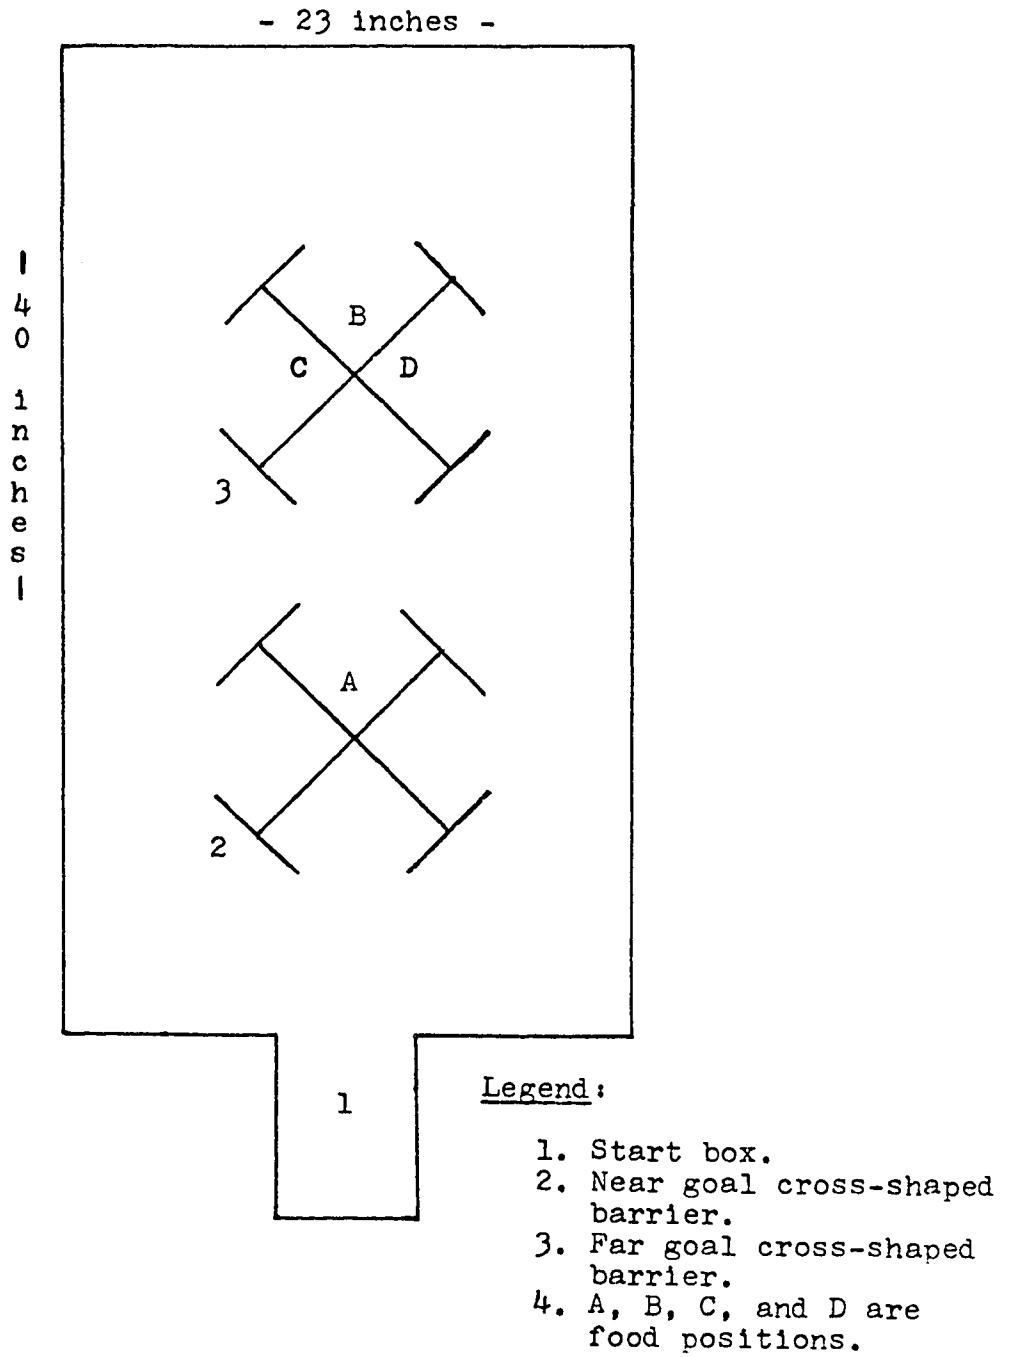 - 23 inches -
| 40 inches |
B
C D
3
A
2
1
Legend:
1. Start box.
2. Near goal cross-shaped
barrier.
3. Far goal cross-shaped
barrier.
4. A, B, C, and D are
food positions.